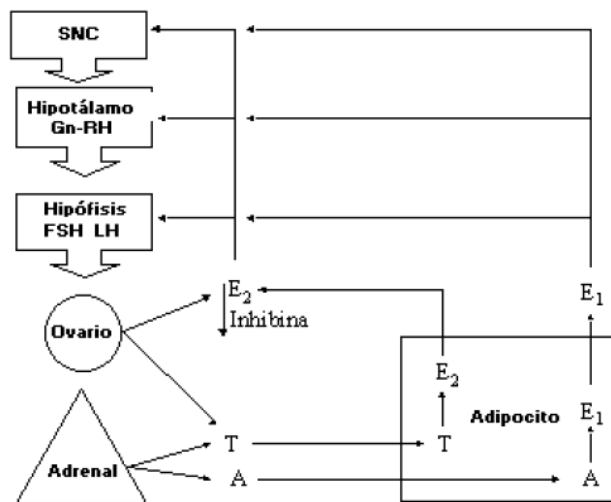 SNC
Hipotálamo
Gn-RH
Hipófisis
FSH LH
E₂
Inhibina
E₁
Ovario
E₂
Adipocito
E₁
T
T
Adrenal
A
A